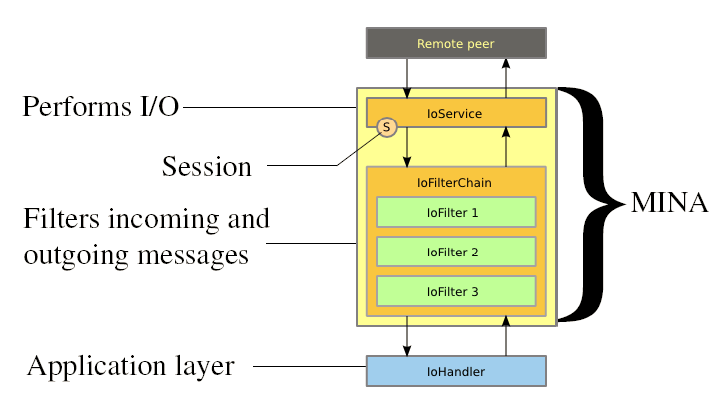 Remote peer
Performs I/O
IoService
S
Session
IoFilterChain
IoFilter 1
MINA
Filters incoming and
outgoing messages
IoFilter 2
IoFilter 3
Application layer
IoHandler